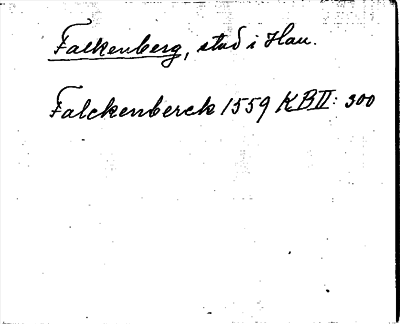 Falkenberg, stad i Hall.
Falckenberck 1559 KB II: 300